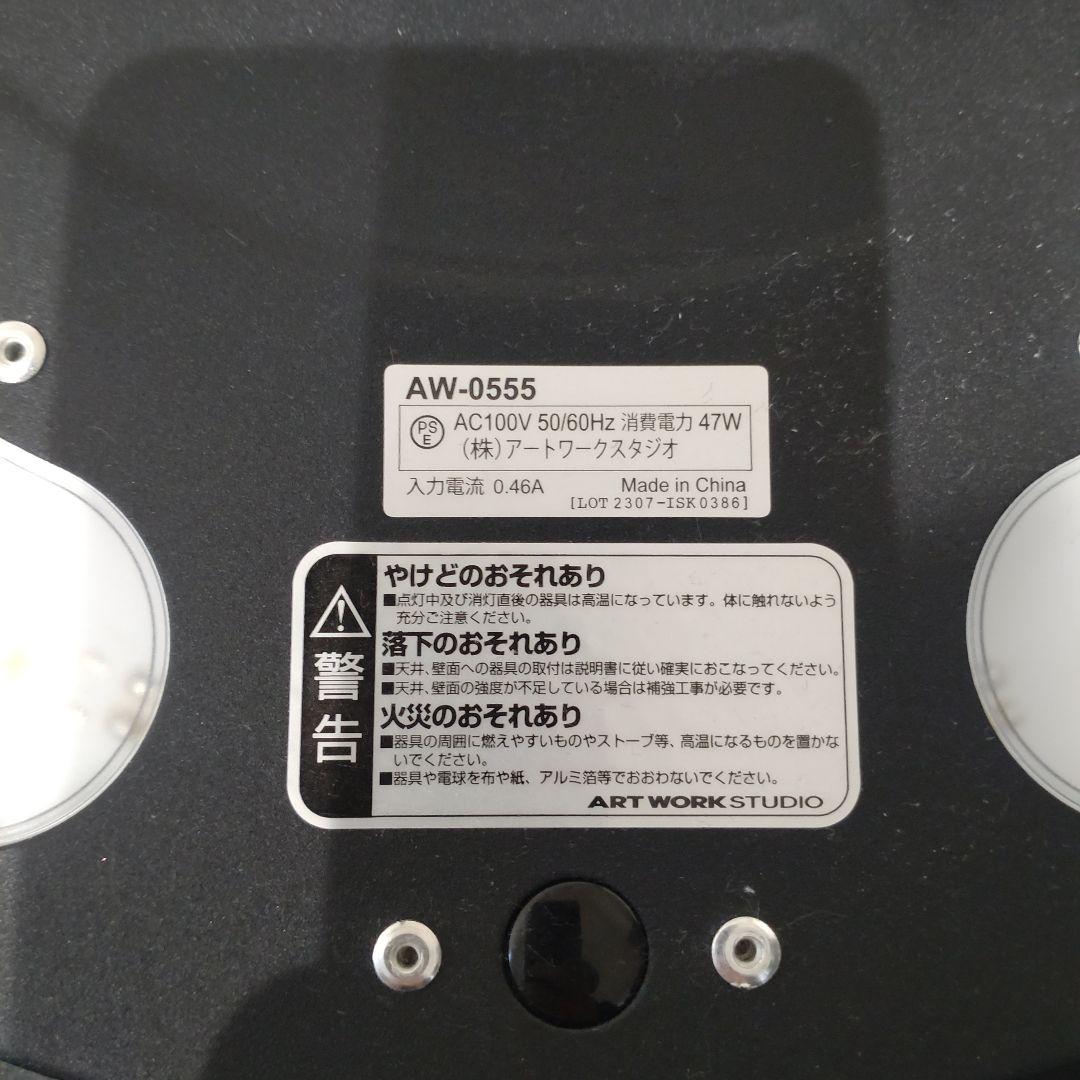 AW-0555
PS
E
AC100V 50/60Hz 消費電力 47W
(株)アートワークスタジオ
入力電流 0.46A
Made in China
[LOT 2307-ISK0386]
警告
やけどのおそれあり
■点灯中及び消灯直後の器具は高温になっています。体に触れないよう
充分ご注意ください。
落下のおそれあり
■天井、壁面への器具の取付は説明書に従い確実におこなってください。
■天井、壁面の強度が不足している場合は補強工事が必要です。
火災のおそれあり
■器具の周囲に燃えやすいものやストーブ等、高温になるものを置かな
いでください。
■器具や電球を布や紙、アルミ箔等でおおわないでください。
ART WORK STUDIO